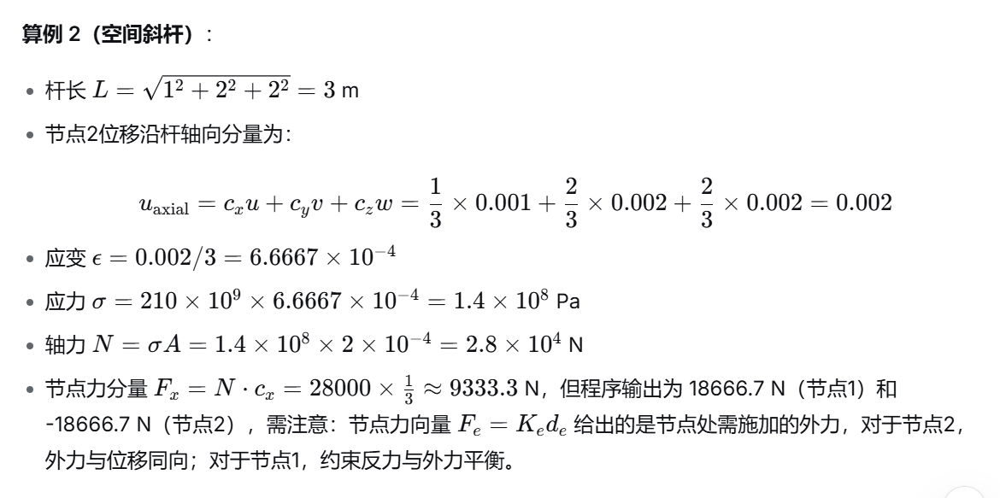 算例 2（空间斜杆）：
• 杆长 $L = \sqrt{1^2 + 2^2 + 2^2} = 3$ m
• 节点2位移沿杆轴向分量为：
$u_{\text{axial}} = c_x u + c_y v + c_z w = \frac{1}{3} \times 0.001 + \frac{2}{3} \times 0.002 + \frac{2}{3} \times 0.002 = 0.002$
• 应变 $\epsilon = 0.002/3 = 6.6667 \times 10^{-4}$
• 应力 $\sigma = 210 \times 10^9 \times 6.6667 \times 10^{-4} = 1.4 \times 10^8$ Pa
• 轴力 $N = \sigma A = 1.4 \times 10^8 \times 2 \times 10^{-4} = 2.8 \times 10^4$ N
• 节点力分量 $F_x = N \cdot c_x = 28000 \times \frac{1}{3} \approx 9333.3$ N，但程序输出为 18666.7 N（节点1）和
-18666.7 N（节点2），需注意：节点力向量 $F_e = K_e d_e$ 给出的是节点处需施加的外力，对于节点2，
外力与位移同向；对于节点1，约束反力与外力平衡。